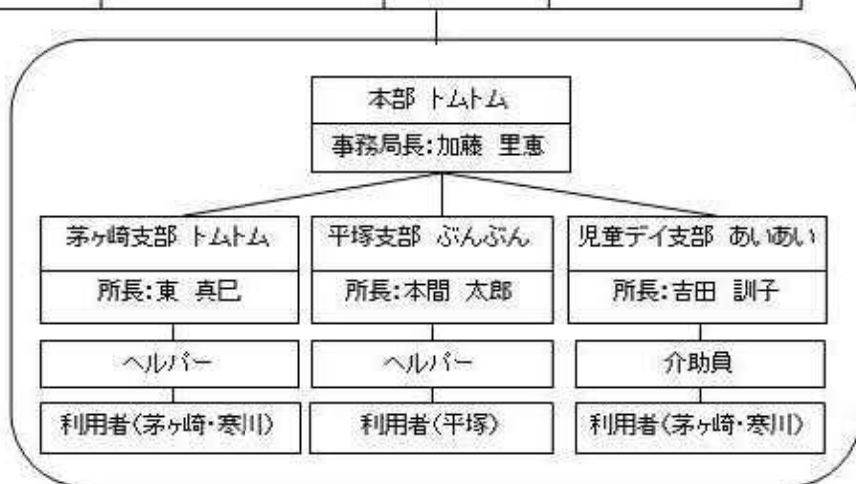 本部 トムトム
事務局長:加藤 里恵
茅ヶ崎支部 トムトム
平塚支部 ぶんぶん
児童デイ支部 あいあい
所長:東 真巳
所長:本間 太郎
所長:吉田 訓子
ヘルパー
ヘルパー
介助員
利用者(茅ヶ崎・寒川)
利用者(平塚)
利用者(茅ヶ崎・寒川)